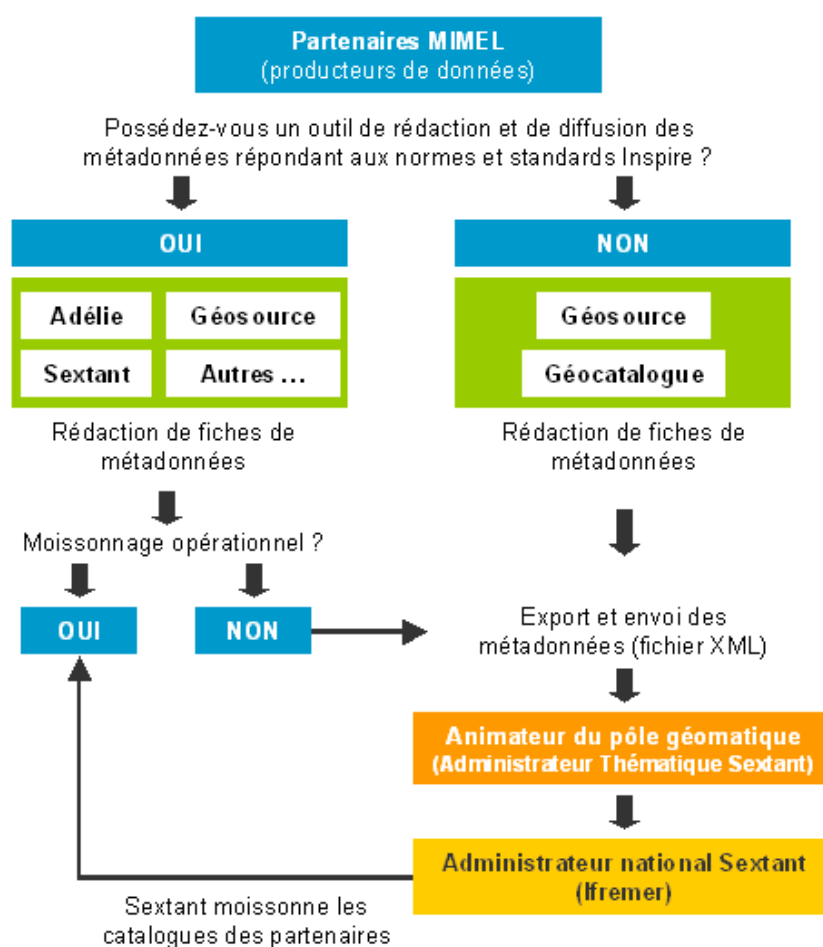 Partenaires MIMEL
(producteurs de données)
Possédez-vous un outil de rédaction et de diffusion des
métadonnées répondant aux normes et standards Inspire ?
OUI
NON
Adélie
Géosource
Sextant
Autres ...
Géosource
Géocatalogue
Rédaction de fiches de
métadonnées
Rédaction de fiches de
métadonnées
Moissonnage opérationnel ?
OUI
NON
Export et envoi des
métadonnées (fichier XML)
Animateur du pôle géomatique
(Administrateur Thématique Sextant)
Administrateur national Sextant
(Ifremer)
Sextant moissonne les
catalogues des partenaires